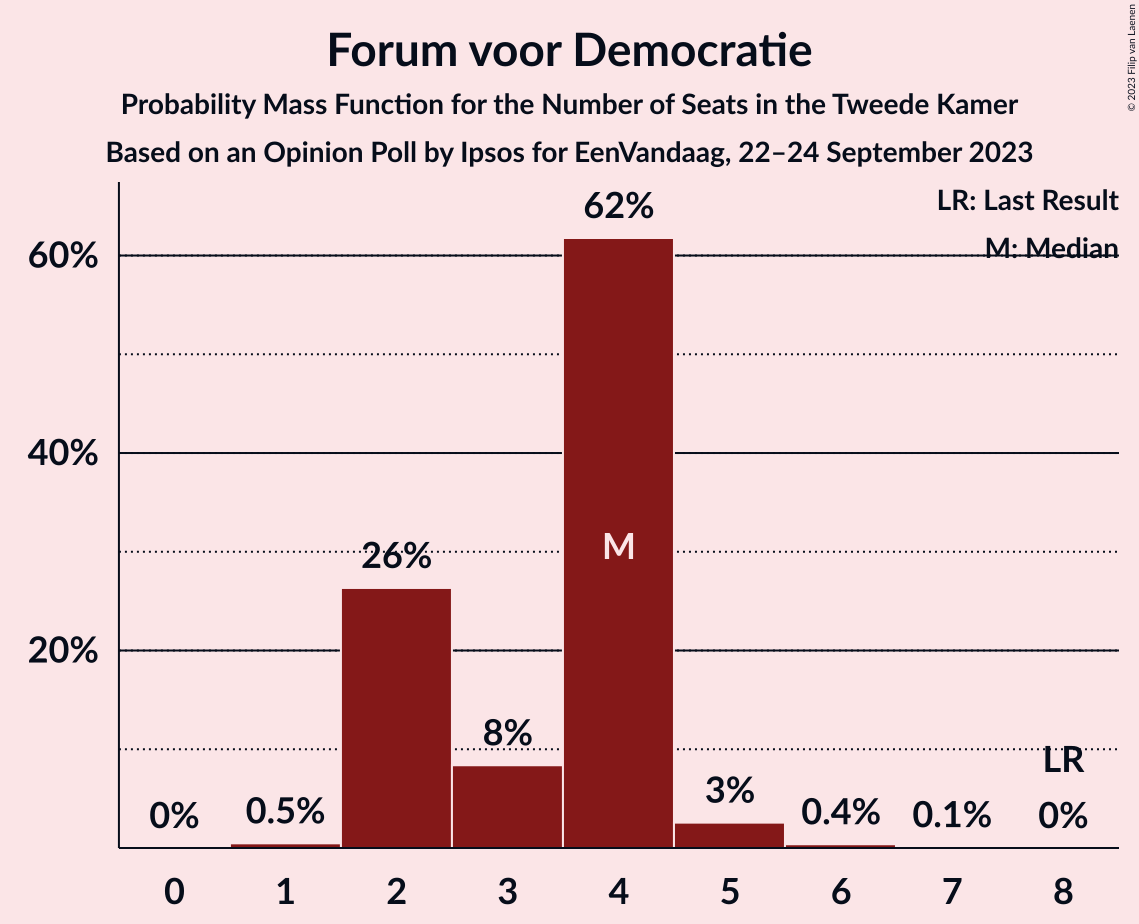 Forum voor Democratie
Probability Mass Function for the Number of Seats in the Tweede Kamer
Based on an Opinion Poll by Ipsos for EenVandaag, 22–24 September 2023
© 2023 Filip van Laenen
LR: Last Result
M: Median
60%
40%
20%
0%
0.5%
26%
8%
62%
M
3%
0.4%
0.1%
LR
0%
0 1 2 3 4 5 6 7 8